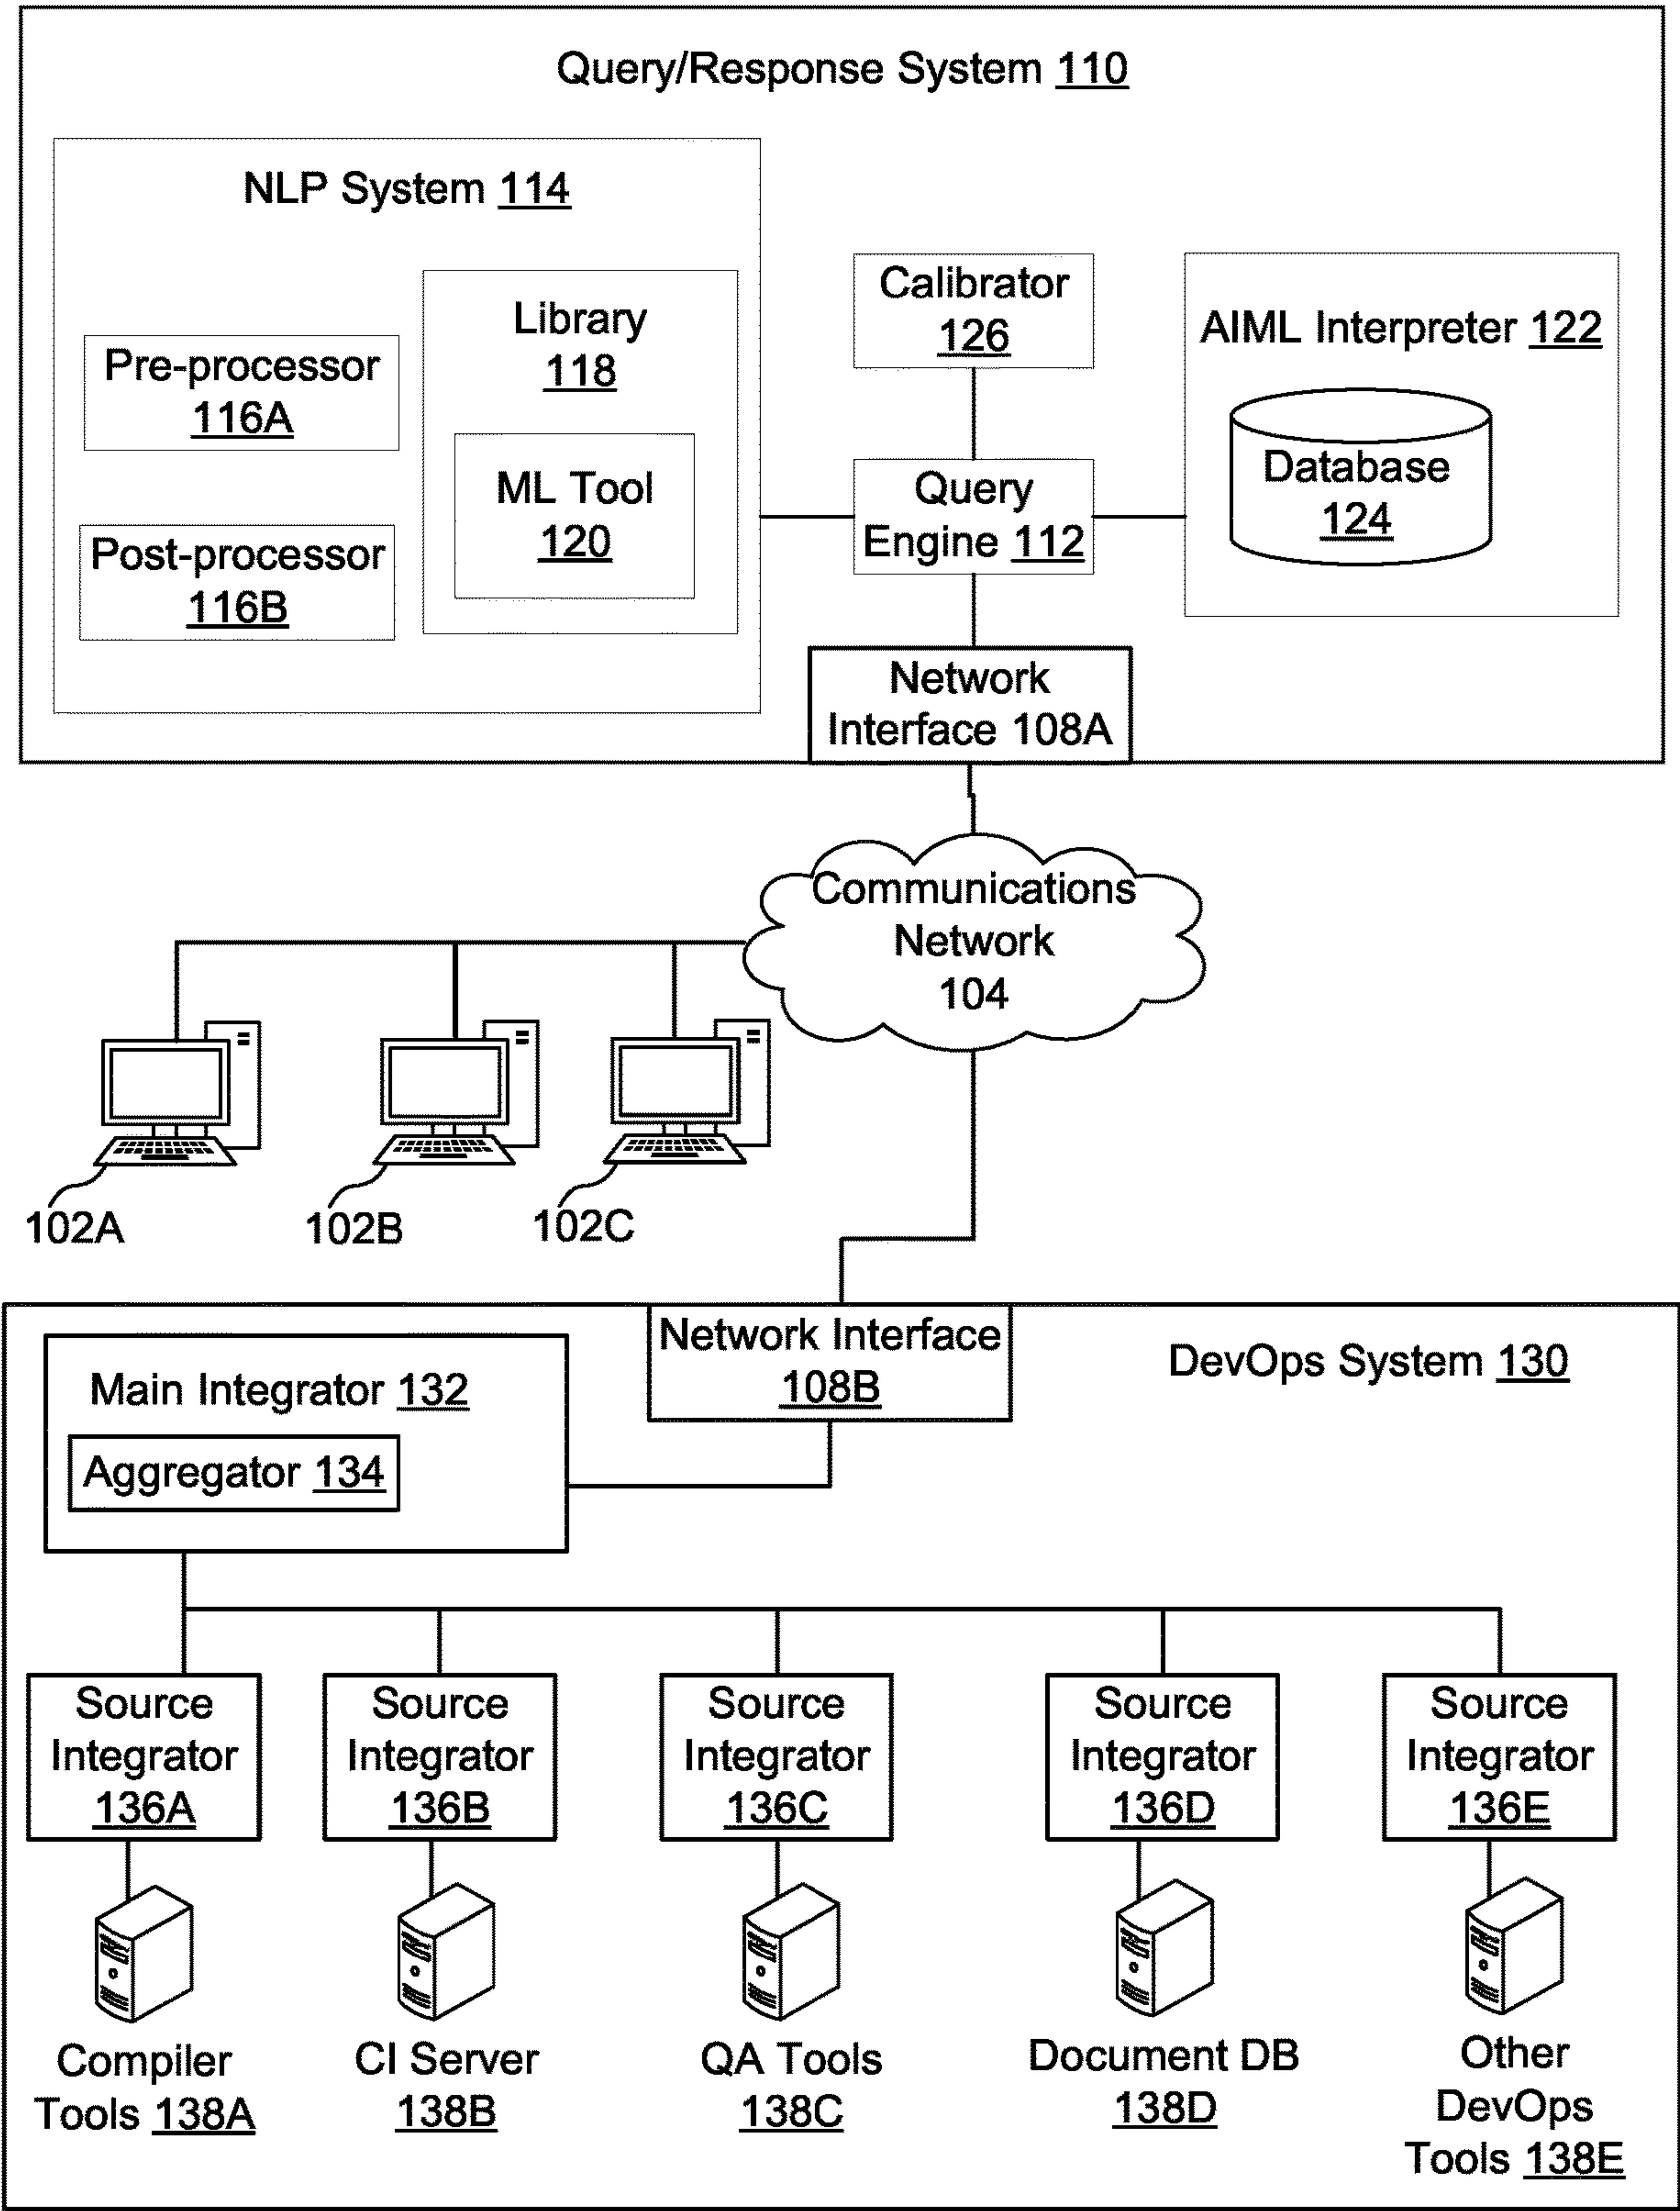 Query/Response System 110
NLP System 114
Pre-processor
116A
Post-processor
116B
Library
118
ML Tool
120
Calibrator
126
Query
Engine 112
AIML Interpreter 122
Database
124
Network
Interface 108A
Communications
Network
104
102A
102B
102C
Network Interface
108B
DevOps System 130
Main Integrator 132
Aggregator 134
Source
Integrator
136A
Source
Integrator
136B
Source
Integrator
136C
Source
Integrator
136D
Source
Integrator
136E
Compiler
Tools 138A
CI Server
138B
QA Tools
138C
Document DB
138D
Other
DevOps
Tools 138E